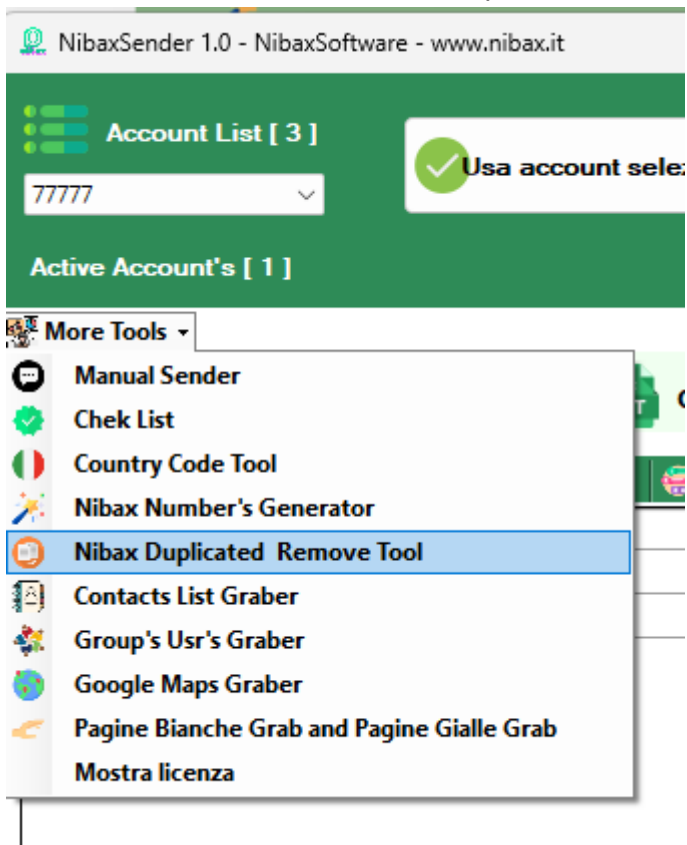 NibaxSender 1.0 - NibaxSoftware - www.nibax.it
Account List [ 3 ]
Usa account
77777
Active Account's [ 1 ]
More Tools
Manual Sender
Chek List
Country Code Tool
Nibax Number's Generator
Nibax Duplicated  Remove Tool
Contacts List Graber
Group's Usr's Graber
Google Maps Graber
Pagine Bianche Grab and Pagine Gialle Grab
Mostra licenza